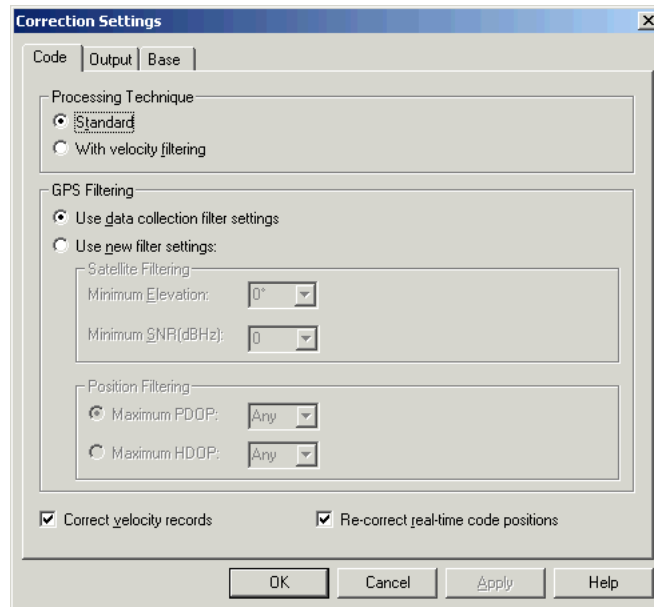 Correction Settings
Code Output Base
Processing Technique
Standard
With velocity filtering
GPS Filtering
Use data collection filter settings
Use new filter settings:
Satellite Filtering
Minimum Elevation: 0°
Minimum SNR(dBHz): 0
Position Filtering
Maximum PDOP: Any
Maximum HDOP: Any
Correct velocity records Re-correct real-time code positions
OK Cancel Apply Help